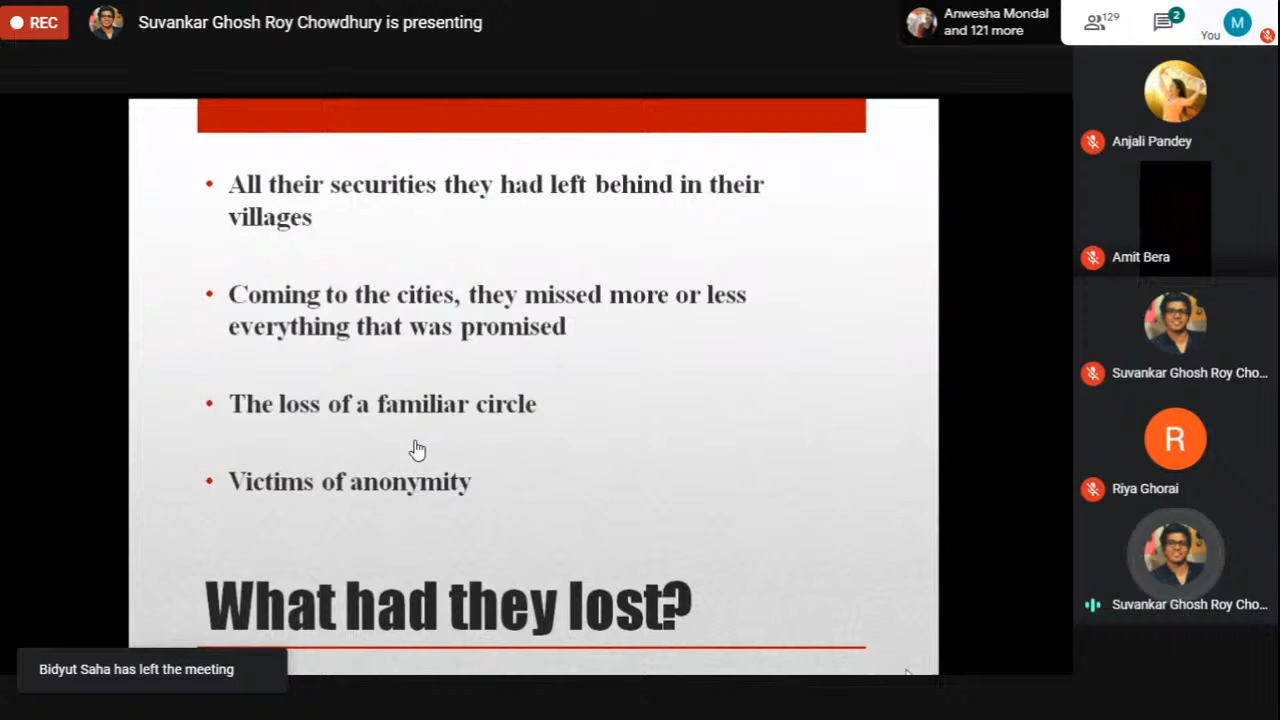 REC
Suvankar Ghosh Roy Chowdhury is presenting
Anwesha Mondal
and 121 more
129
2
You
M
Anjali Pandey
Amit Bera
Suvankar Ghosh Roy Cho...
R
Riya Ghorai
Suvankar Ghosh Roy Cho...
• All their securities they had left behind in their
villages
• Coming to the cities, they missed more or less
everything that was promised
• The loss of a familiar circle
• Victims of anonymity
What had they lost?
Bidyut Saha has left the meeting